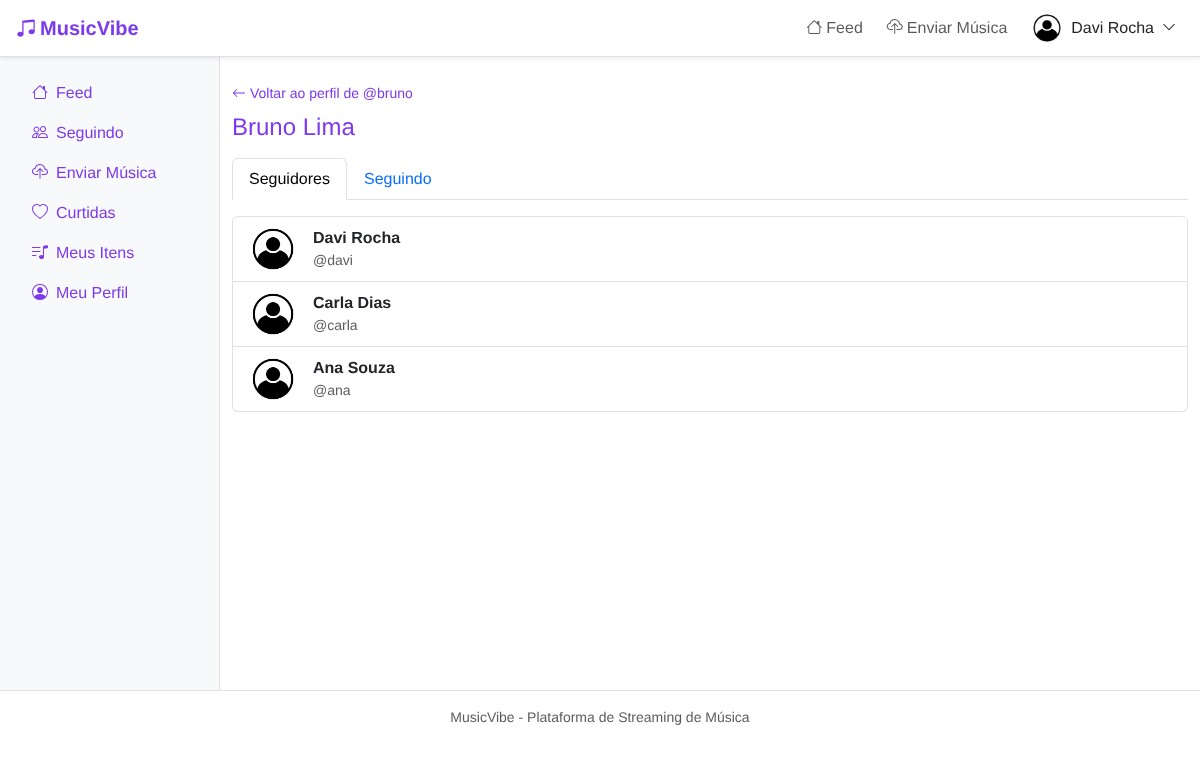 MusicVibe
Feed
Enviar Música
Davi Rocha
Feed
Seguindo
Enviar Música
Curtidas
Meus Itens
Meu Perfil
← Voltar ao perfil de @bruno
Bruno Lima
Seguidores
Seguindo
Davi Rocha
@davi
Carla Dias
@carla
Ana Souza
@ana
MusicVibe - Plataforma de Streaming de Música